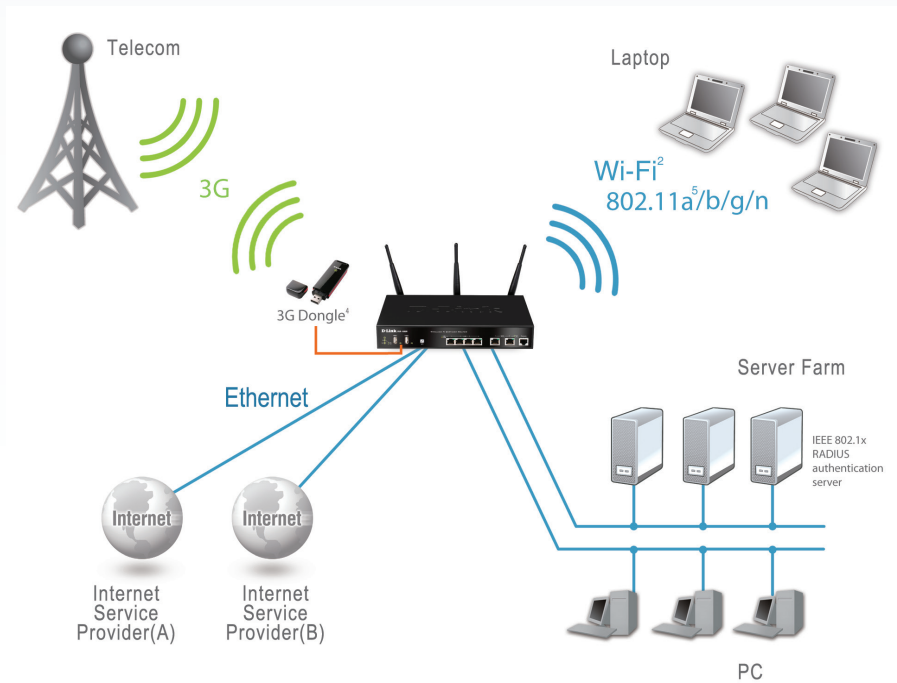 Telecom
Laptop
3G
Wi-Fi²
802.11a⁵/b/g/n
3G Dongle⁴
D-Link
Ethernet
Server Farm
IEEE 802.1x
RADIUS
authentication
server
Internet
Internet
Internet
Service
Provider(A)
Internet
Service
Provider(B)
PC